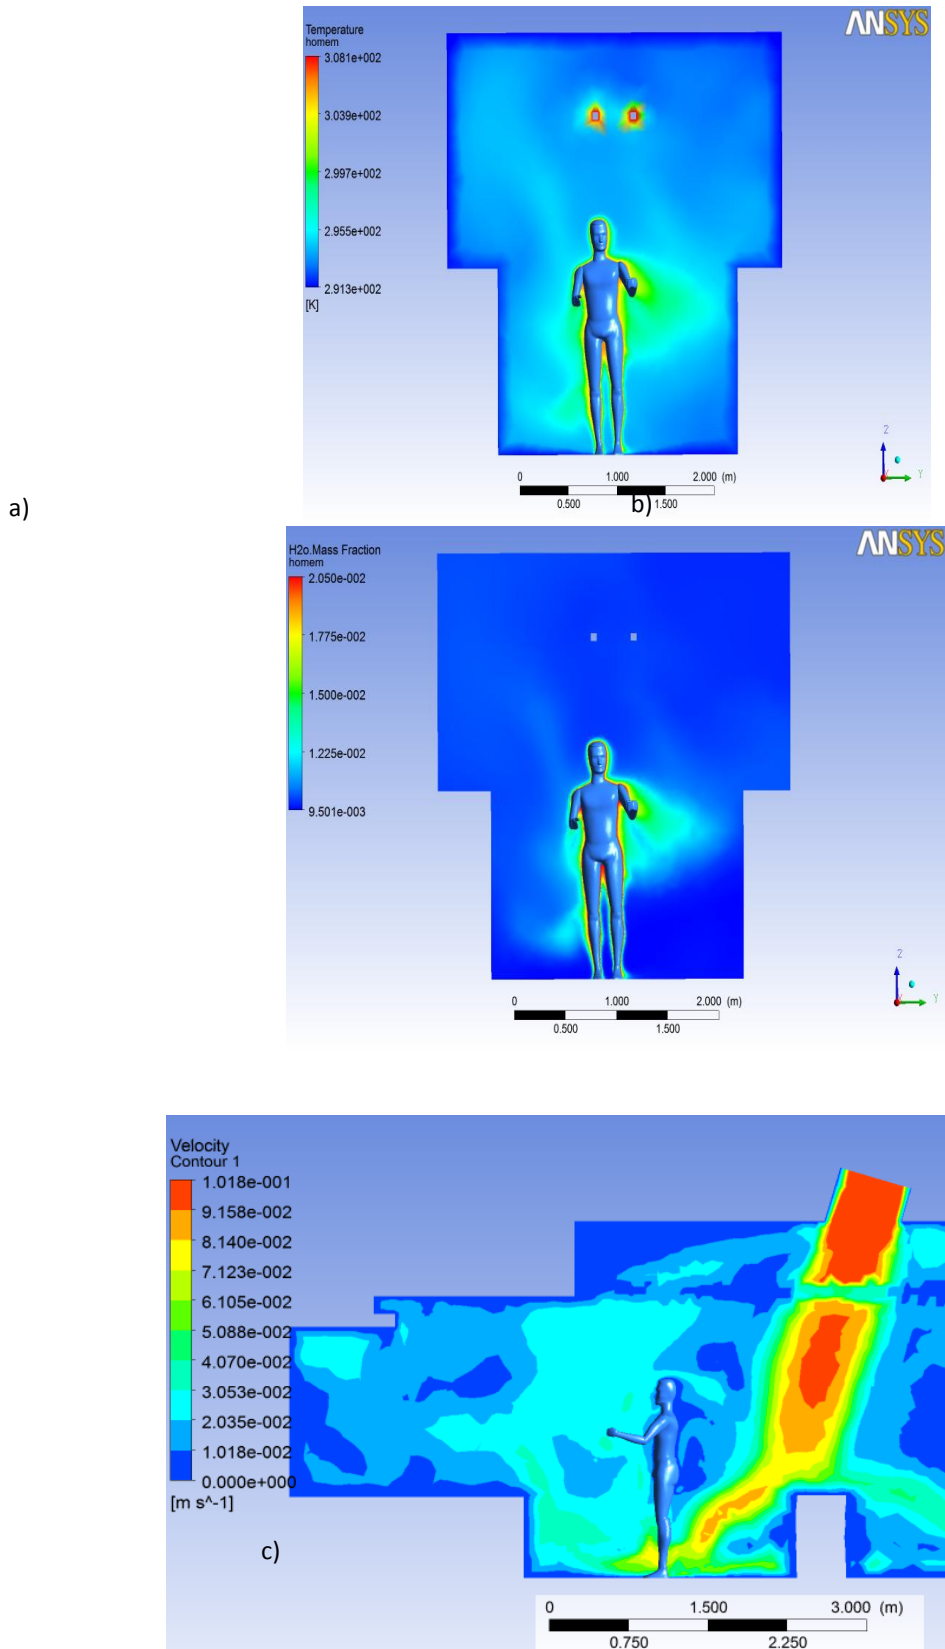 Temperature
homem
ANSYS
3.081e+002
3.039e+002
2.997e+002
2.955e+002
2.913e+002
[K]
Z
Y
0 1.000 2.000 (m)
0.500 1.500
a)
b)
H2o.Mass Fraction
homem
ANSYS
2.050e-002
1.775e-002
1.500e-002
1.225e-002
9.501e-003
Z
Y
0 1.000 2.000 (m)
0.500 1.500
Velocity
Contour 1
1.018e-001
9.158e-002
8.140e-002
7.123e-002
6.105e-002
5.088e-002
4.070e-002
3.053e-002
2.035e-002
1.018e-002
0.000e+000
[m s^-1]
c)
0 1.500 3.000 (m)
0.750 2.250